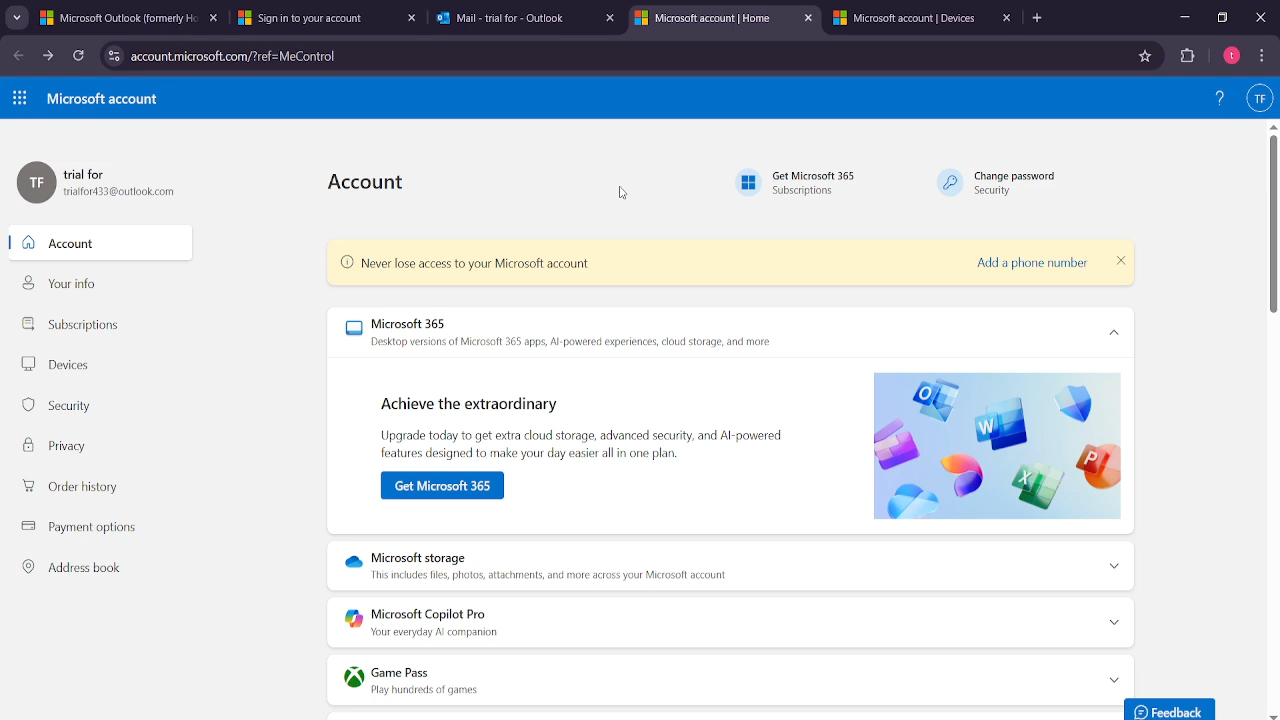 Microsoft Outlook (formerly Ho
Sign in to your account
Mail - trial for - Outlook
Microsoft account | Home
Microsoft account | Devices
account.microsoft.com/?ref=MeControl
t
Microsoft account
?
TF
TF
trial for
trialfor433@outlook.com
Account
Your info
Subscriptions
Devices
Security
Privacy
Order history
Payment options
Address book
Account
Get Microsoft 365
Subscriptions
Change password
Security
Never lose access to your Microsoft account
Add a phone number
Microsoft 365
Desktop versions of Microsoft 365 apps, AI-powered experiences, cloud storage, and more
Achieve the extraordinary
Upgrade today to get extra cloud storage, advanced security, and AI-powered
features designed to make your day easier all in one plan.
Get Microsoft 365
O
W
P
X
Microsoft storage
This includes files, photos, attachments, and more across your Microsoft account
Microsoft Copilot Pro
Your everyday AI companion
Game Pass
Play hundreds of games
Feedback